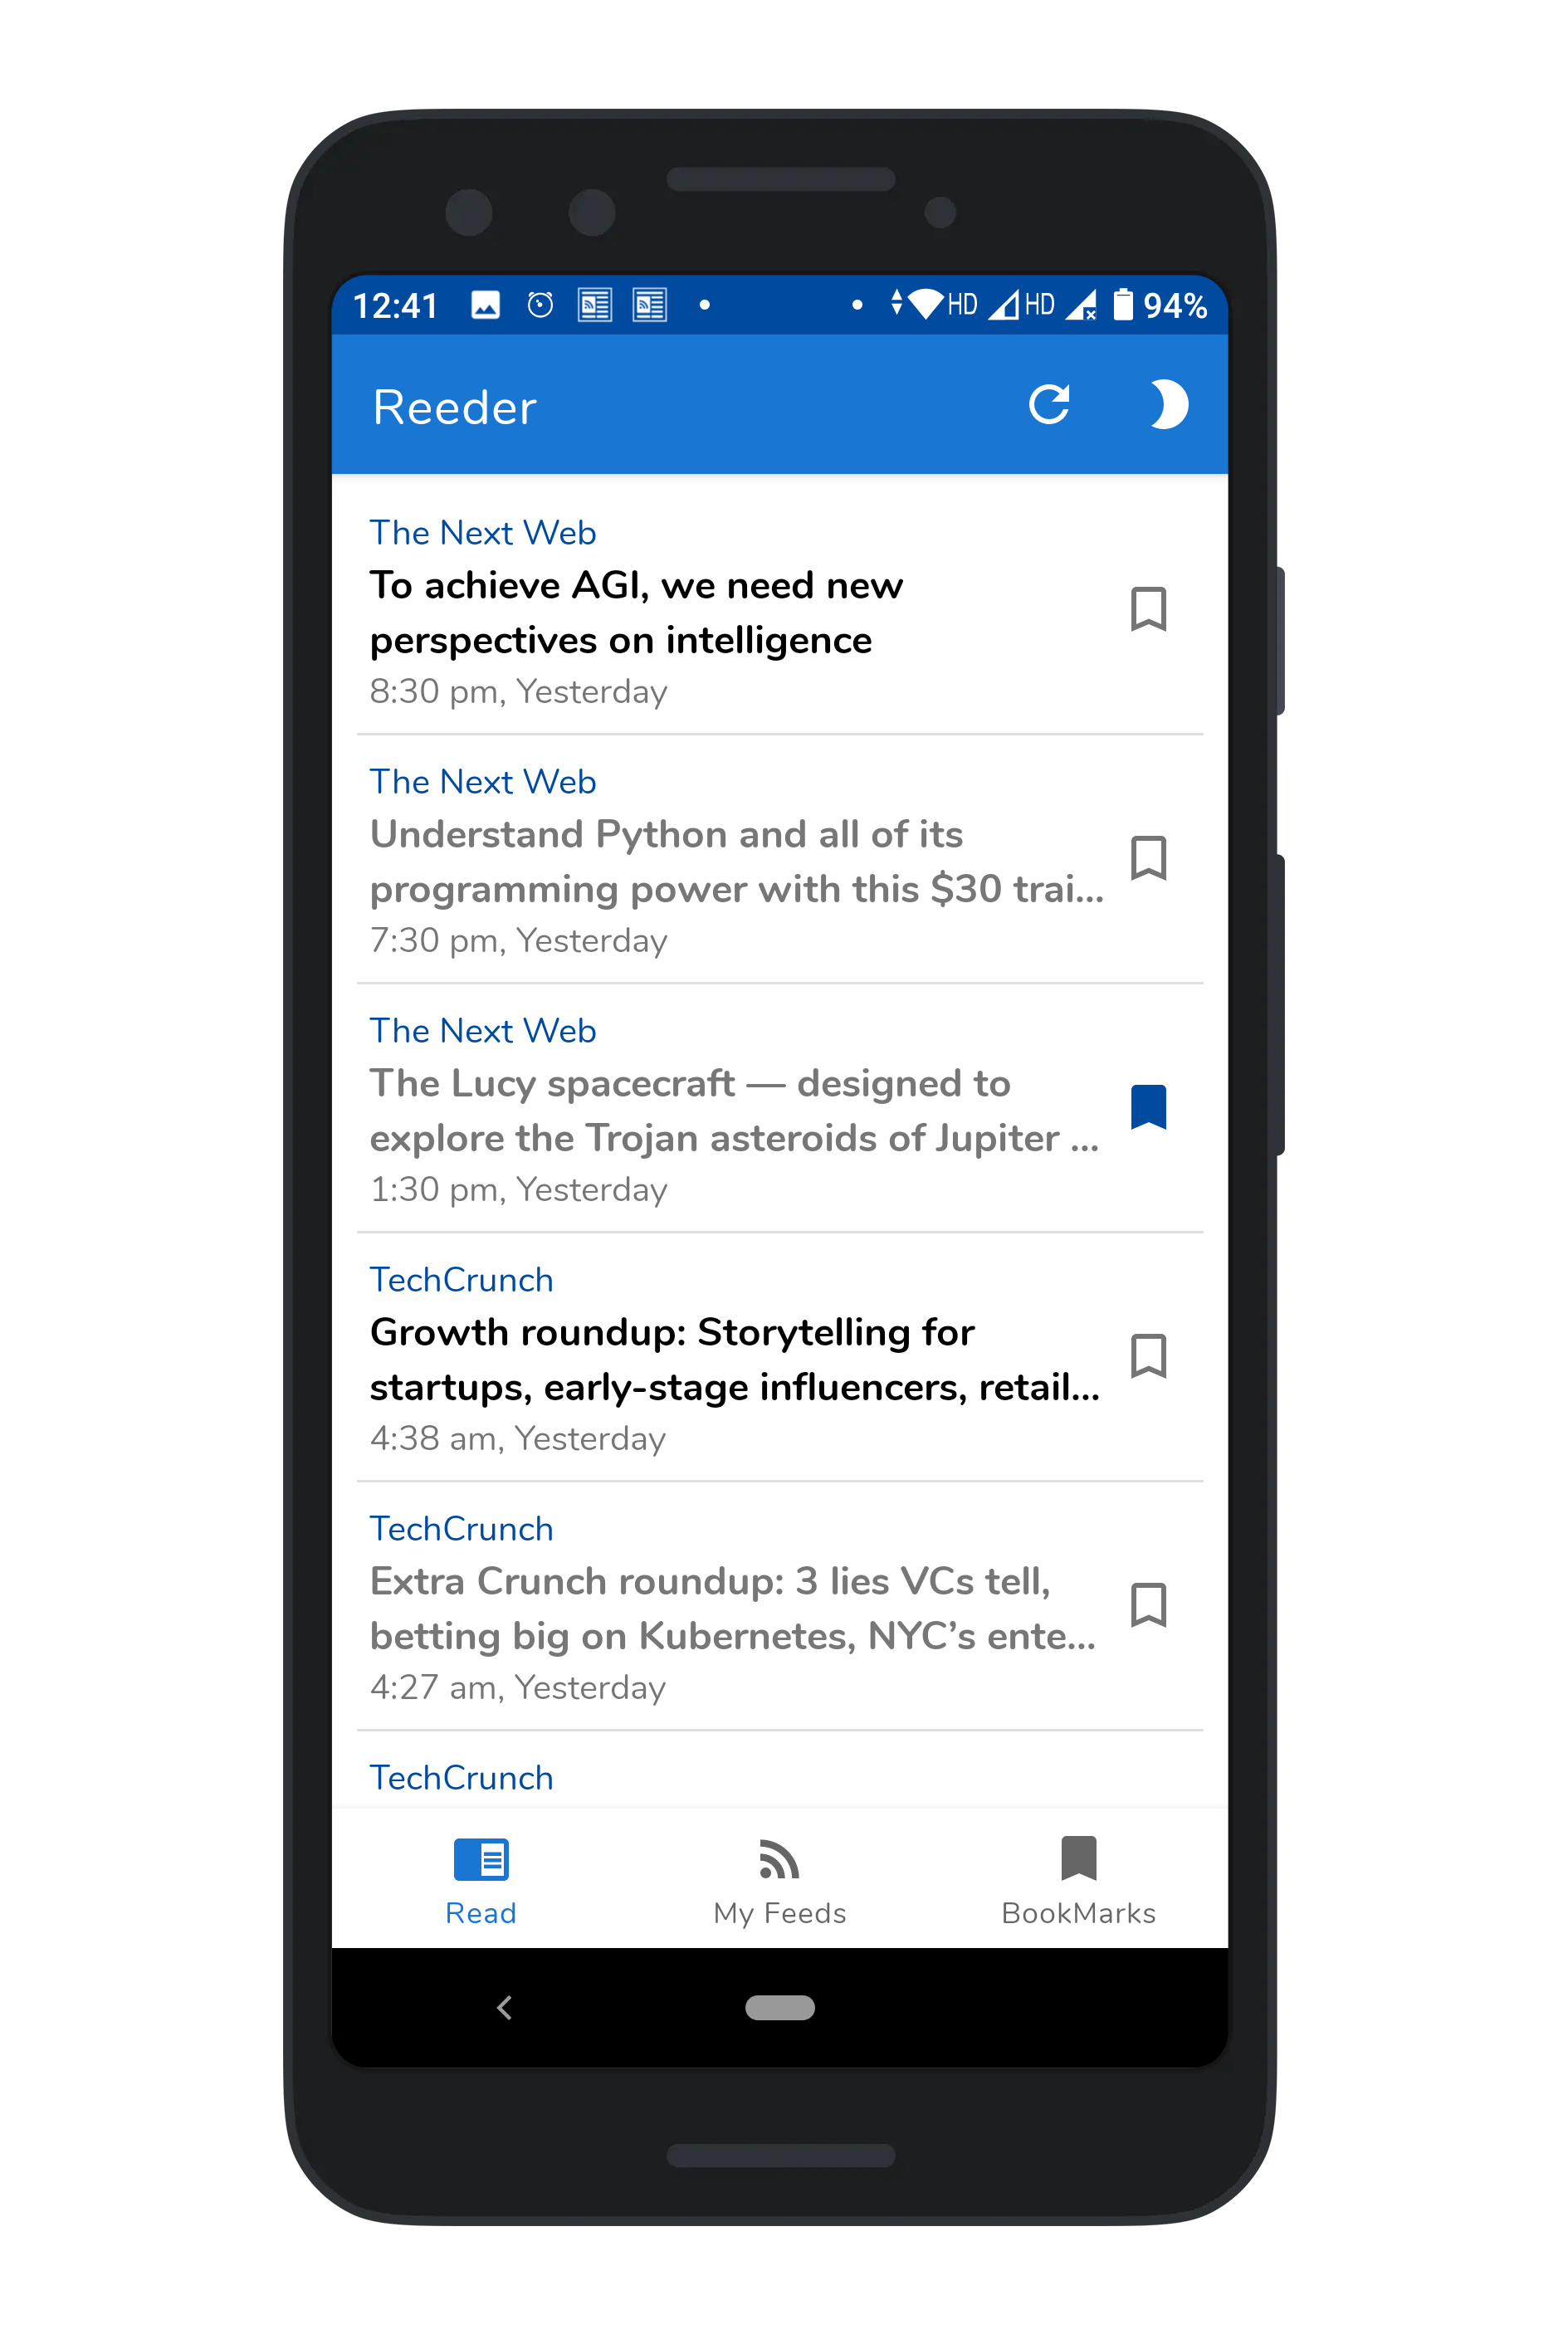 12:41 HD HD 94%
Reeder
The Next Web
To achieve AGI, we need new
perspectives on intelligence
8:30 pm, Yesterday
The Next Web
Understand Python and all of its
programming power with this $30 trai...
7:30 pm, Yesterday
The Next Web
The Lucy spacecraft — designed to
explore the Trojan asteroids of Jupiter ...
1:30 pm, Yesterday
TechCrunch
Growth roundup: Storytelling for
startups, early-stage influencers, retail...
4:38 am, Yesterday
TechCrunch
Extra Crunch roundup: 3 lies VCs tell,
betting big on Kubernetes, NYC’s ente...
4:27 am, Yesterday
TechCrunch
Read My Feeds BookMarks